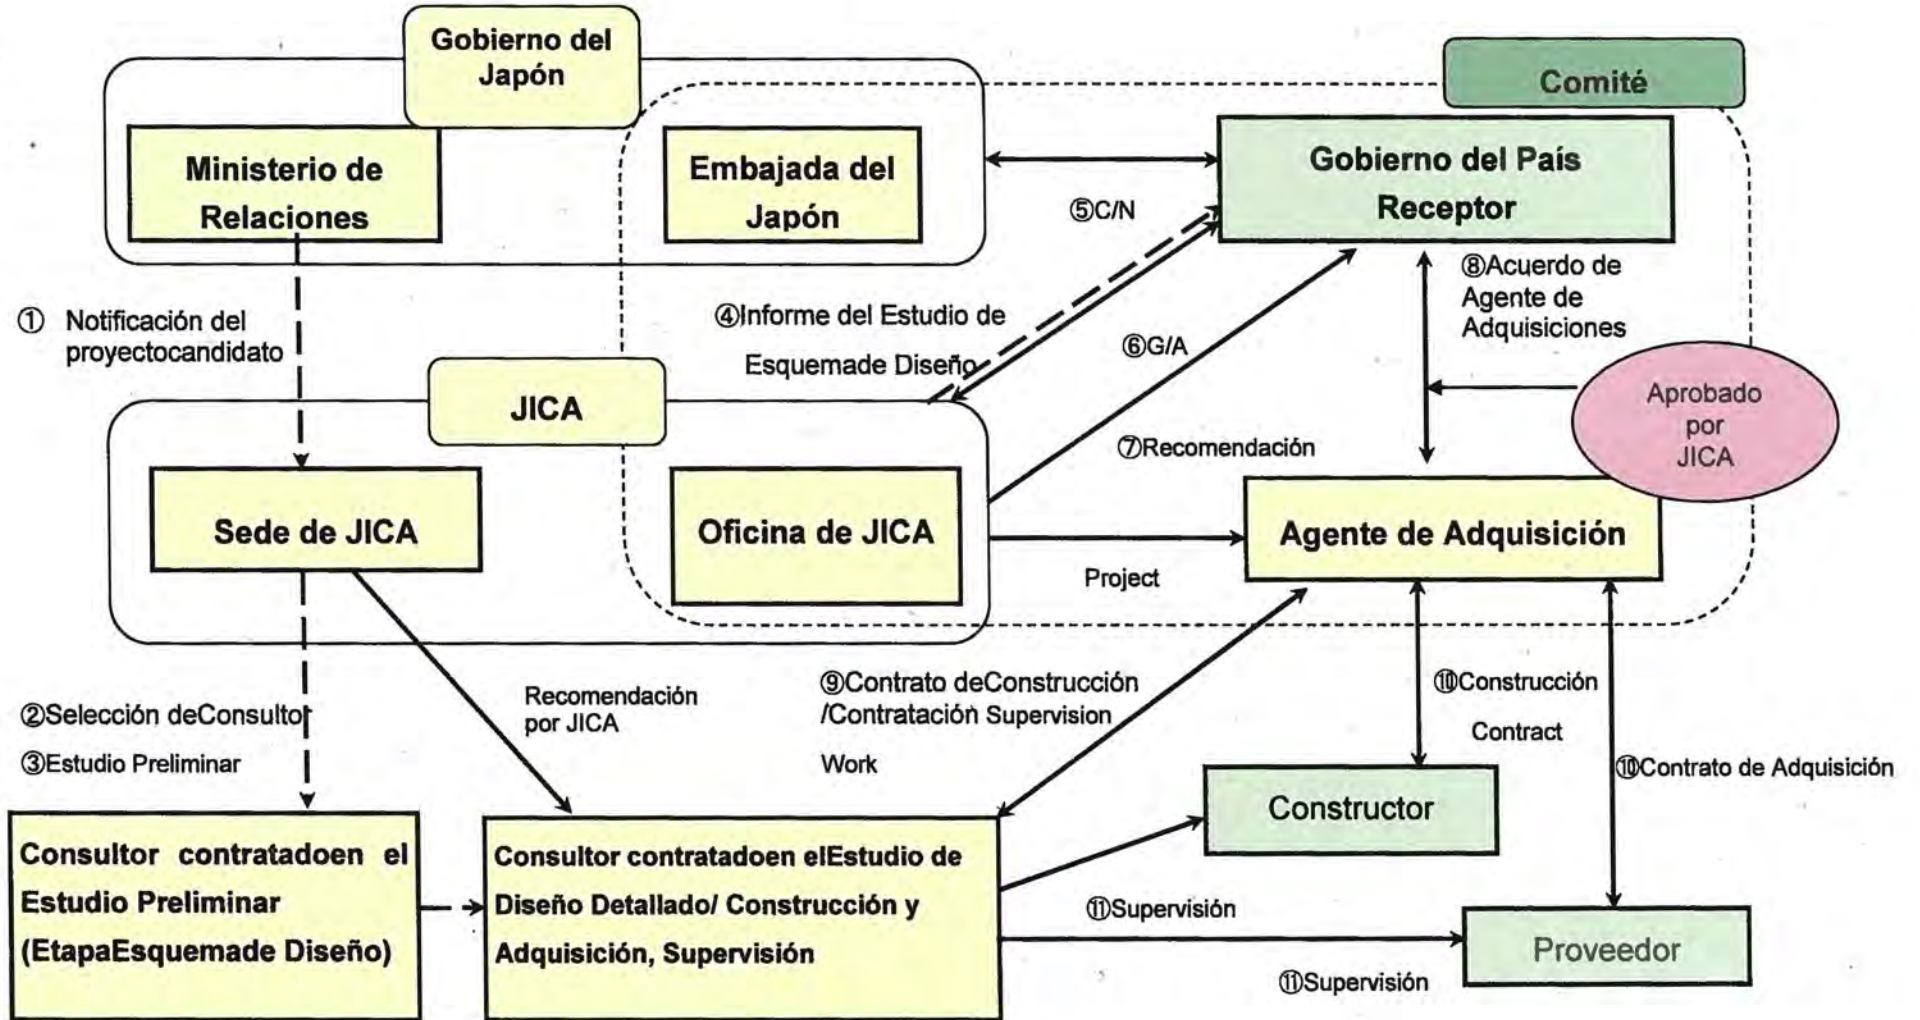 Gobierno del
Japón
Comité
Ministerio de
Relaciones
Embajada del
Japón
Gobierno del País
Receptor
⑤C/N
① Notificación del
proyectocandidato
④Informe del Estudio de
Esquemade Diseño
⑥G/A
⑧Acuerdo de
Agente de
Adquisiciones
JICA
Aprobado
por
JICA
⑦Recomendación
Sede de JICA
Oficina de JICA
Agente de Adquisición
Project
②Selección deConsultor
③Estudio Preliminar
Recomendación
por JICA
⑨Contrato deConstrucción
/Contratación Supervision
Work
⑩Construcción
Contract
⑩Contrato de Adquisición
Constructor
Consultor contratadoen el
Estudio Preliminar
(EtapaEsquemade Diseño)
Consultor contratadoen elEstudio de
Diseño Detallado/ Construcción y
Adquisición, Supervisión
⑪Supervisión
Proveedor
⑪Supervisión